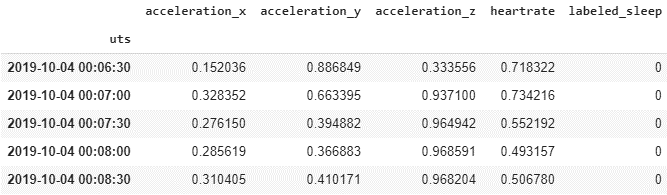 acceleration_x acceleration_y acceleration_z heartrate labeled_sleep
uts
2019-10-04 00:06:30 0.152036 0.886849 0.333556 0.718322 0
2019-10-04 00:07:00 0.328352 0.663395 0.937100 0.734216 0
2019-10-04 00:07:30 0.276150 0.394882 0.964942 0.552192 0
2019-10-04 00:08:00 0.285619 0.366883 0.968591 0.493157 0
2019-10-04 00:08:30 0.310405 0.410171 0.968204 0.506780 0